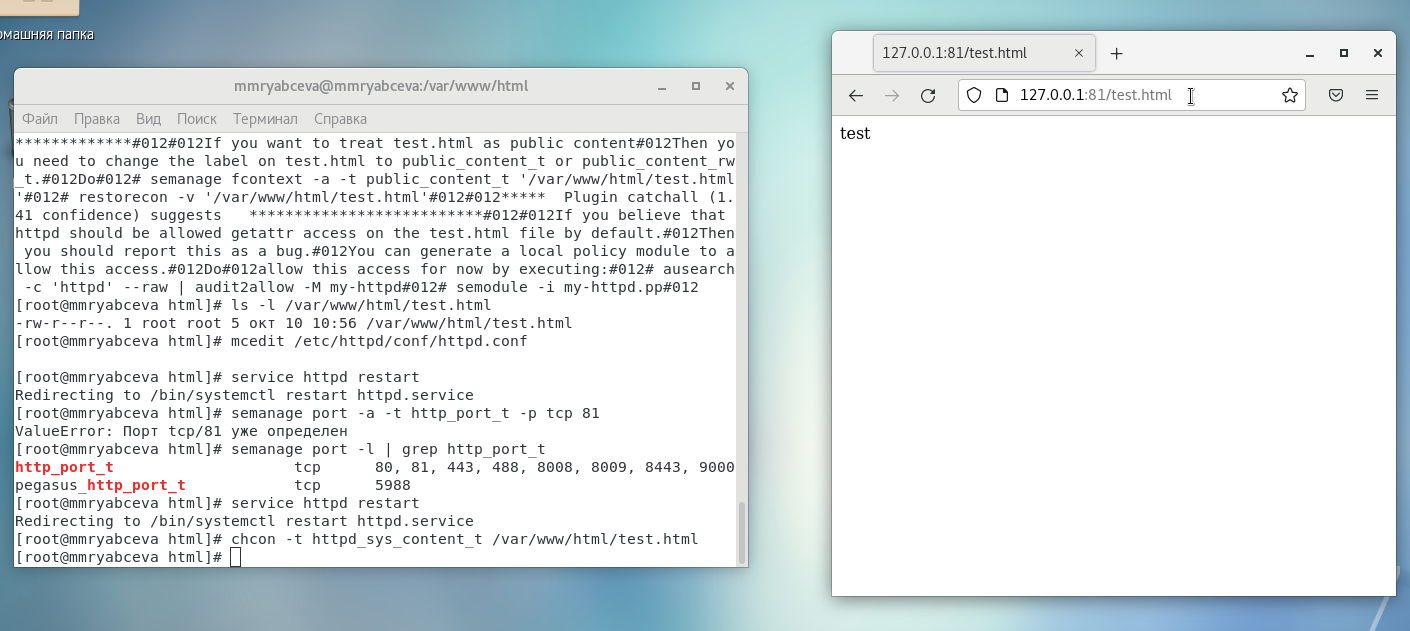 омашняя папка
mmryabceva@mmryabceva:/var/www/html
Файл Правка Вид Поиск Терминал Справка
*************#012#012If you want to treat test.html as public content#012Then yo
u need to change the label on test.html to public_content_t or public_content_rw
_t.#012Do#012# semanage fcontext -a -t public_content_t '/var/www/html/test.html
'#012# restorecon -v '/var/www/html/test.html'#012#012*****  Plugin catchall (1.
41 confidence) suggests   **************************#012#012If you believe that
httpd should be allowed getattr access on the test.html file by default.#012Then
 you should report this as a bug.#012You can generate a local policy module to a
llow this access.#012Do#012allow this access for now by executing:#012# ausearch
 -c 'httpd' --raw | audit2allow -M my-httpd#012# semodule -i my-httpd.pp#012
[root@mmryabceva html]# ls -l /var/www/html/test.html
-rw-r--r--. 1 root root 5 окт 10 10:56 /var/www/html/test.html
[root@mmryabceva html]# mcedit /etc/httpd/conf/httpd.conf
[root@mmryabceva html]# service httpd restart
Redirecting to /bin/systemctl restart httpd.service
[root@mmryabceva html]# semanage port -a -t http_port_t -p tcp 81
ValueError: Порт tcp/81 уже определен
[root@mmryabceva html]# semanage port -l | grep http_port_t
http_port_t                    tcp      80, 81, 443, 488, 8008, 8009, 8443, 9000
pegasus_http_port_t            tcp      5988
[root@mmryabceva html]# service httpd restart
Redirecting to /bin/systemctl restart httpd.service
[root@mmryabceva html]# chcon -t httpd_sys_content_t /var/www/html/test.html
[root@mmryabceva html]#
127.0.0.1:81/test.html
127.0.0.1:81/test.html
test